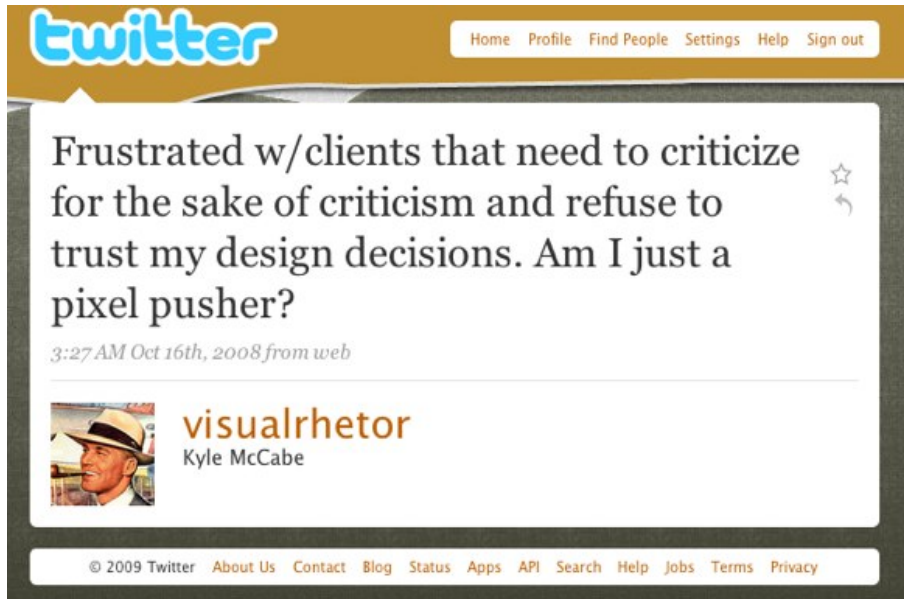 twitter
Home Profile Find People Settings Help Sign out
Frustrated w/clients that need to criticize
for the sake of criticism and refuse to
trust my design decisions. Am I just a
pixel pusher?
3:27 AM Oct 16th, 2008 from web
visualrhetor
Kyle McCabe
© 2009 Twitter About Us Contact Blog Status Apps API Search Help Jobs Terms Privacy